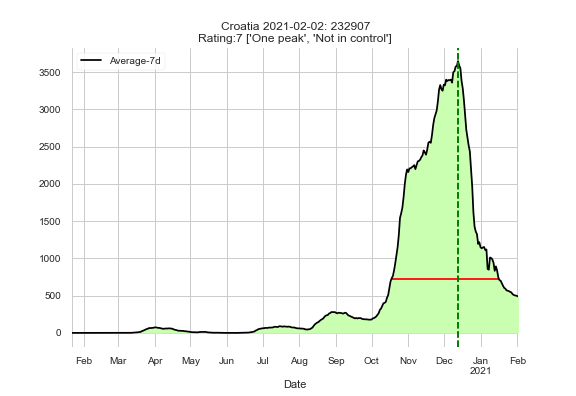 Croatia 2021-02-02: 232907
Rating:7 ['One peak', 'Not in control']
Average-7d
3500
3000
2500
2000
1500
1000
500
0
Feb Mar Apr May Jun Jul Aug Sep Oct Nov Dec Jan Feb
2021
Date